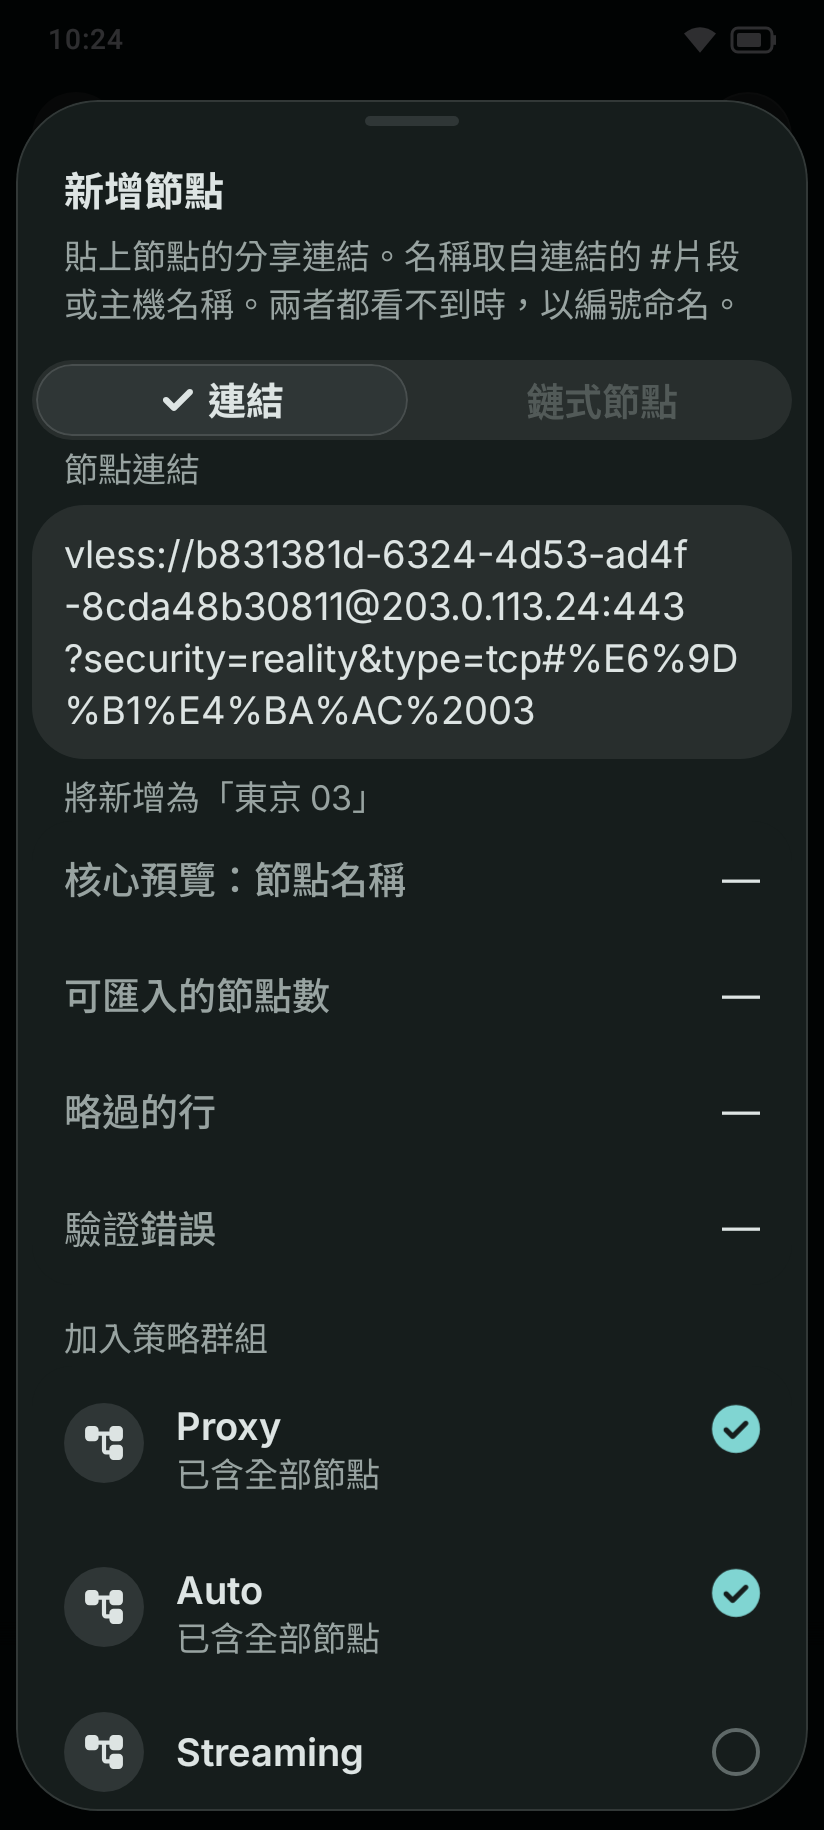 10:24
新增節點
貼上節點的分享連結。名稱取自連結的 #片段
或主機名稱。兩者都看不到時，以編號命名。
連結
鏈式節點
節點連結
vless://b831381d-6324-4d53-ad4f
-8cda48b30811@203.0.113.24:443
?security=reality&type=tcp#%E6%9D
%B1%E4%BA%AC%2003
將新增為「東京 03」
核心預覽：節點名稱 —
可匯入的節點數 —
略過的行 —
驗證錯誤 —
加入策略群組
Proxy
已含全部節點
Auto
已含全部節點
Streaming